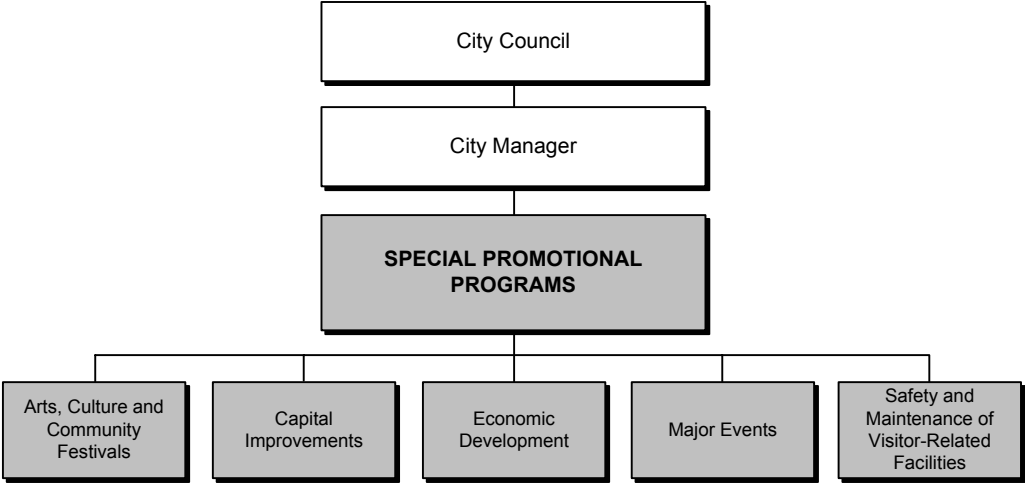 City Council
City Manager
SPECIAL PROMOTIONAL
PROGRAMS
Arts, Culture and
Community
Festivals
Capital
Improvements
Economic
Development
Major Events
Safety and
Maintenance of
Visitor-Related
Facilities